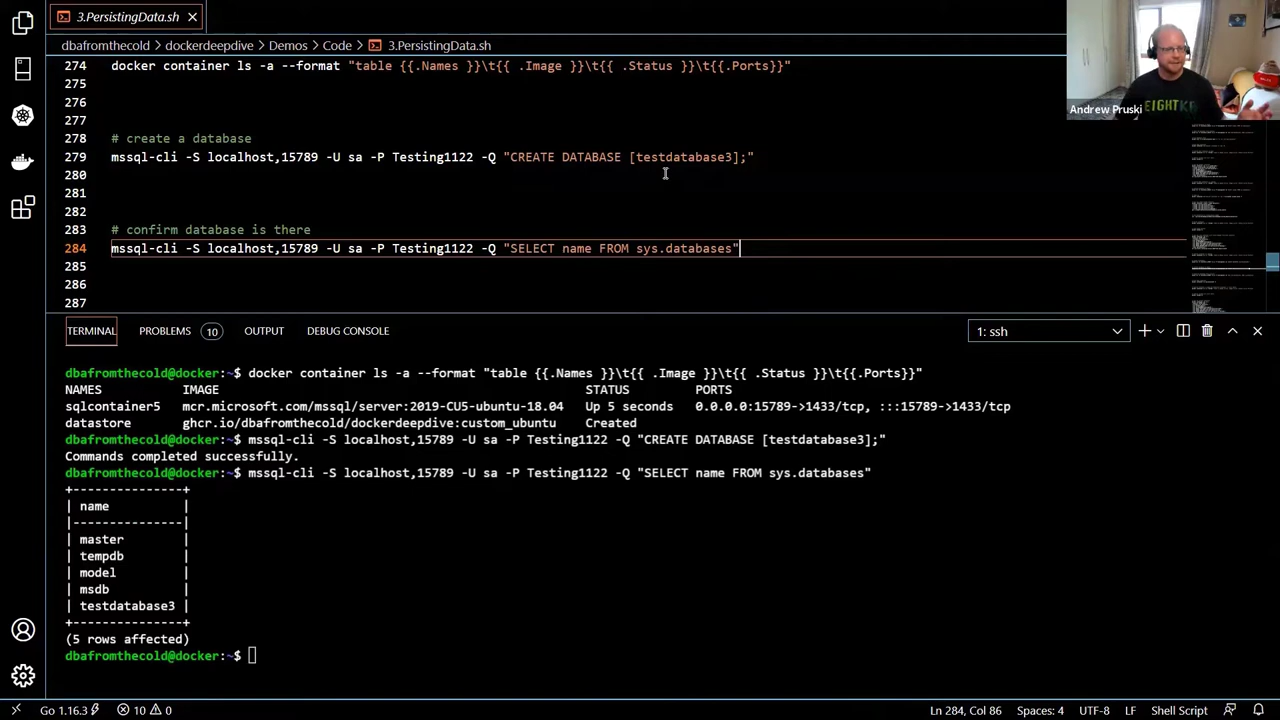 3.PersistingData.sh
dbafromthecold > dockerdeepdive > Demos > Code > 3.PersistingData.sh
Andrew Pruski
EIGHTK
274 docker container ls -a --format "table {{.Names }}\t{{ .Image }}\t{{ .Status }}\t{{.Ports}}"
275
276
277
278 # create a database
279 mssql-cli -S localhost,15789 -U sa -P Testing1122 -Q "CREATE DATABASE [testdatabase3];"
280
281
282
283 # confirm database is there
284 mssql-cli -S localhost,15789 -U sa -P Testing1122 -Q "SELECT name FROM sys.databases"
285
286
287
TERMINAL PROBLEMS 10 OUTPUT DEBUG CONSOLE 1: ssh
dbafromthecold@docker:~$ docker container ls -a --format "table {{.Names }}\t{{ .Image }}\t{{ .Status }}\t{{.Ports}}"
NAMES IMAGE STATUS PORTS
sqlcontainer5 mcr.microsoft.com/mssql/server:2019-CU5-ubuntu-18.04 Up 5 seconds 0.0.0.0:15789->1433/tcp, :::15789->1433/tcp
datastore ghcr.io/dbafromthecold/dockerdeepdive:custom_ubuntu Created
dbafromthecold@docker:~$ mssql-cli -S localhost,15789 -U sa -P Testing1122 -Q "CREATE DATABASE [testdatabase3];"
Commands completed successfully.
dbafromthecold@docker:~$ mssql-cli -S localhost,15789 -U sa -P Testing1122 -Q "SELECT name FROM sys.databases"
+---------------+
| name |
|---------------|
| master |
| tempdb |
| model |
| msdb |
| testdatabase3 |
+---------------+
(5 rows affected)
dbafromthecold@docker:~$
Go 1.16.3 10 0 Ln 284, Col 86 Spaces: 4 UTF-8 LF Shell Script